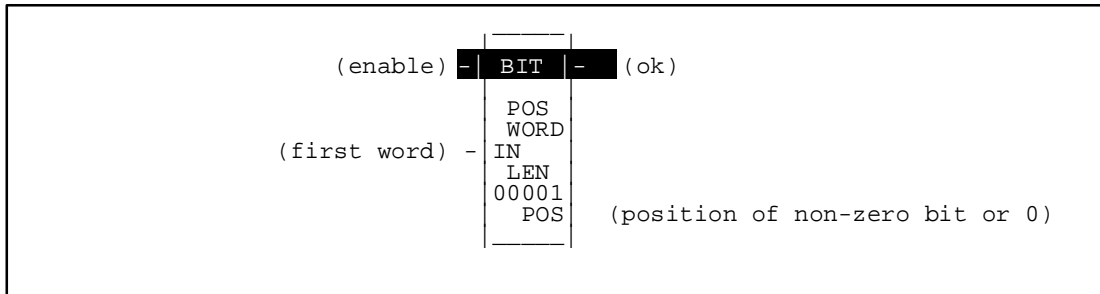 (enable) -| BIT |- (ok)
POS
WORD
(first word) - IN
LEN
00001
POS (position of non-zero bit or 0)